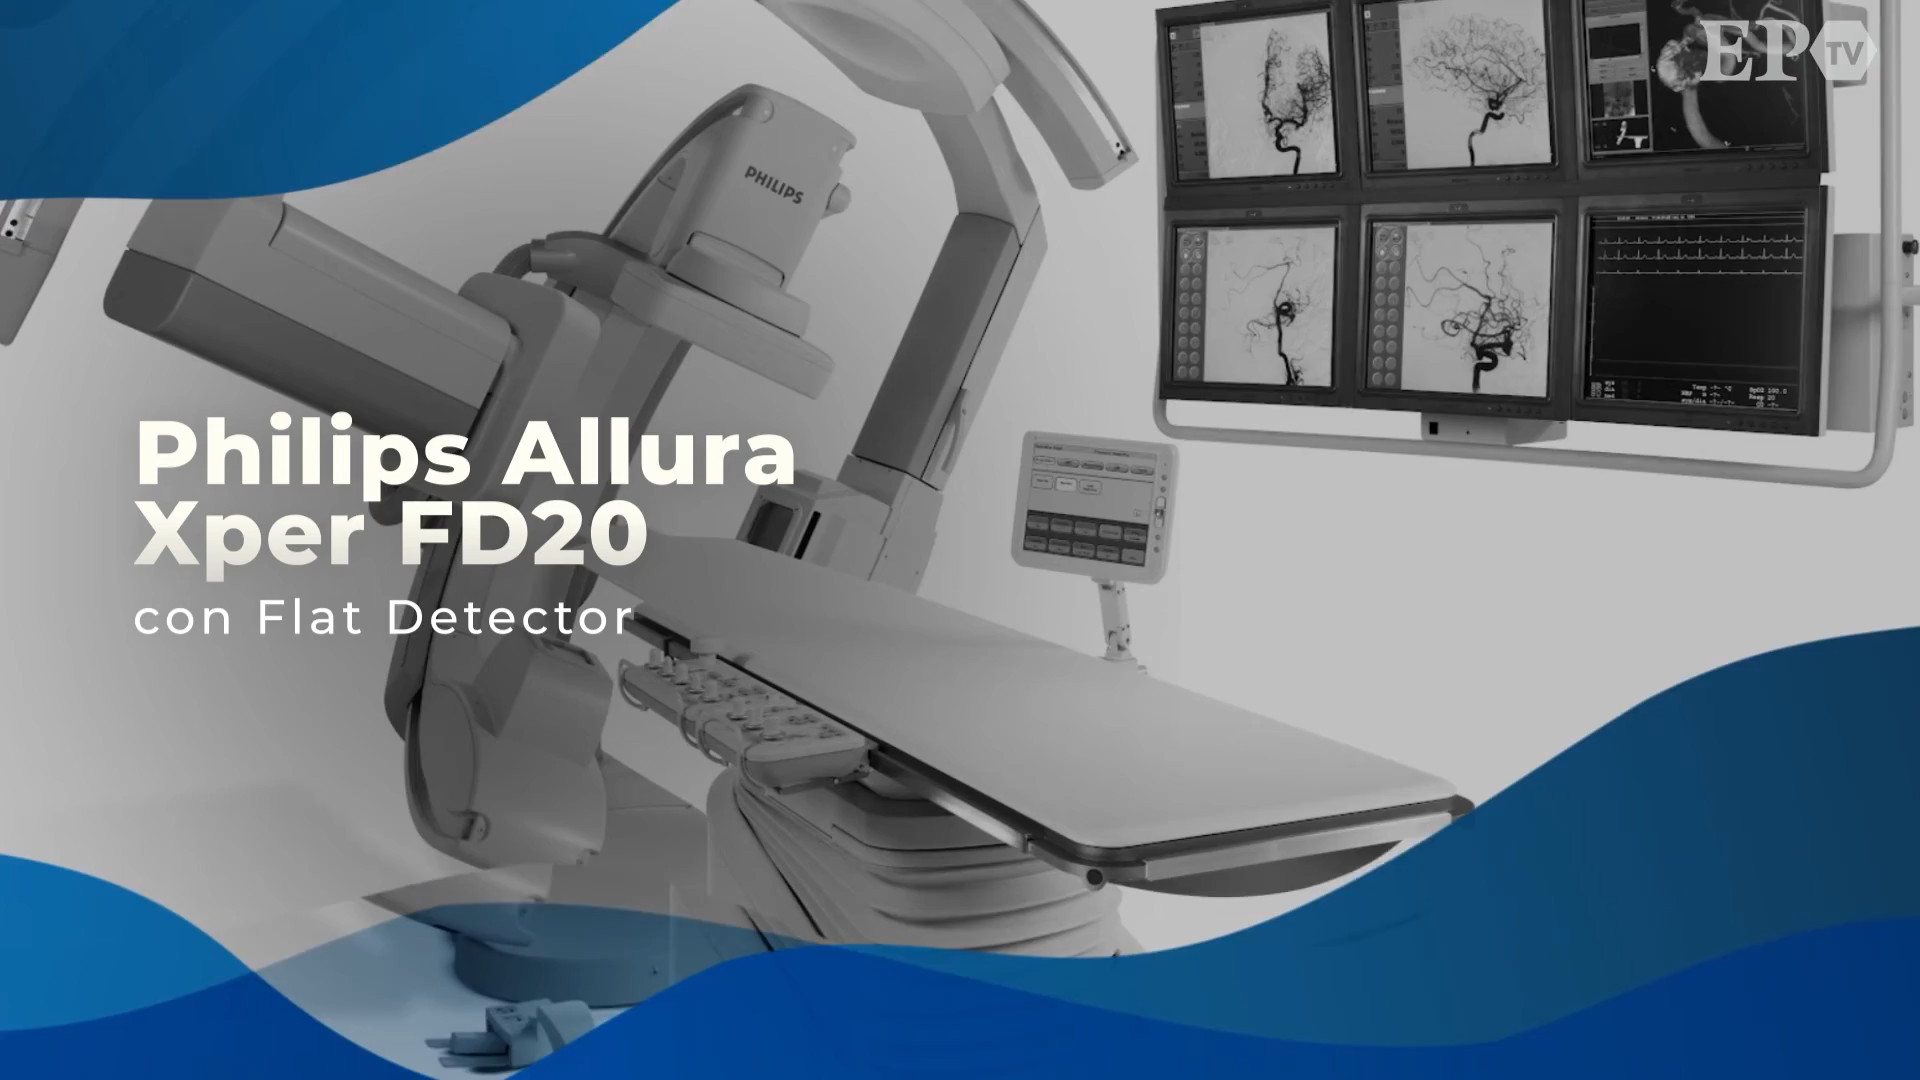 EP TV
PHILIPS
Philips Allura
Xper FD20
con Flat Detector